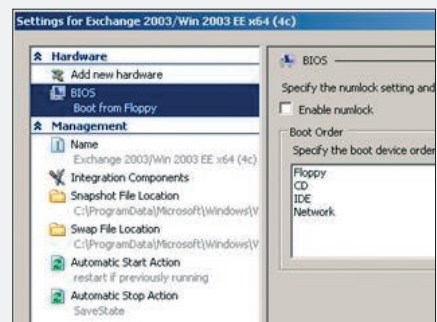 Settings for Exchange 2003/Win 2003 EE x64 (4c)
Hardware
Add new hardware
BIOS
Boot from Floppy
Management
Name
Exchange 2003/Win 2003 EE x64 (4c)
Integration Components
Snapshot File Location
C:\ProgramData\Microsoft\Windows\V
Swap File Location
C:\ProgramData\Microsoft\Windows\V
Automatic Start Action
restart if previously running
Automatic Stop Action
SaveState
BIOS
Specify the numlock setting and
Enable numlock
Boot Order
Specify the boot device order
Floppy
CD
IDE
Network